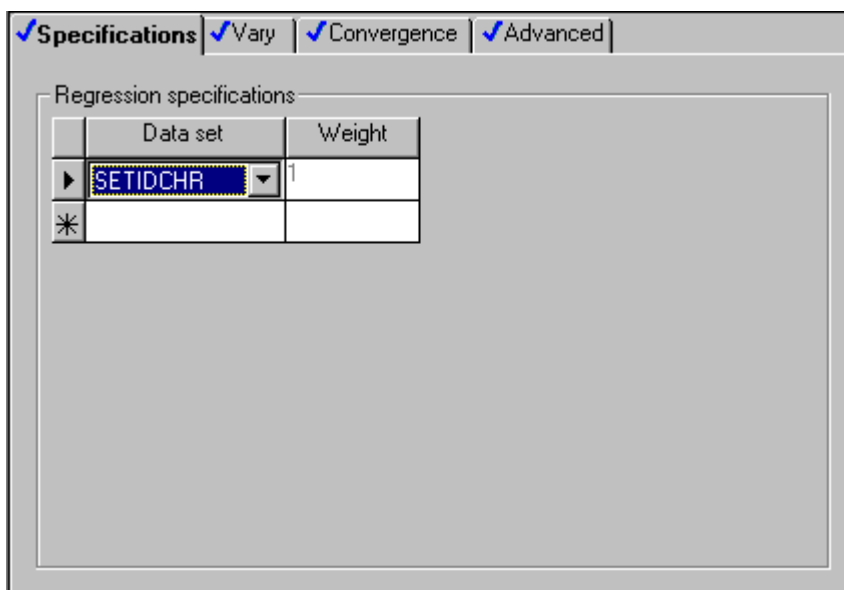 Specifications Vary Convergence Advanced
Regression specifications
Data set Weight
SETIDCHR 1